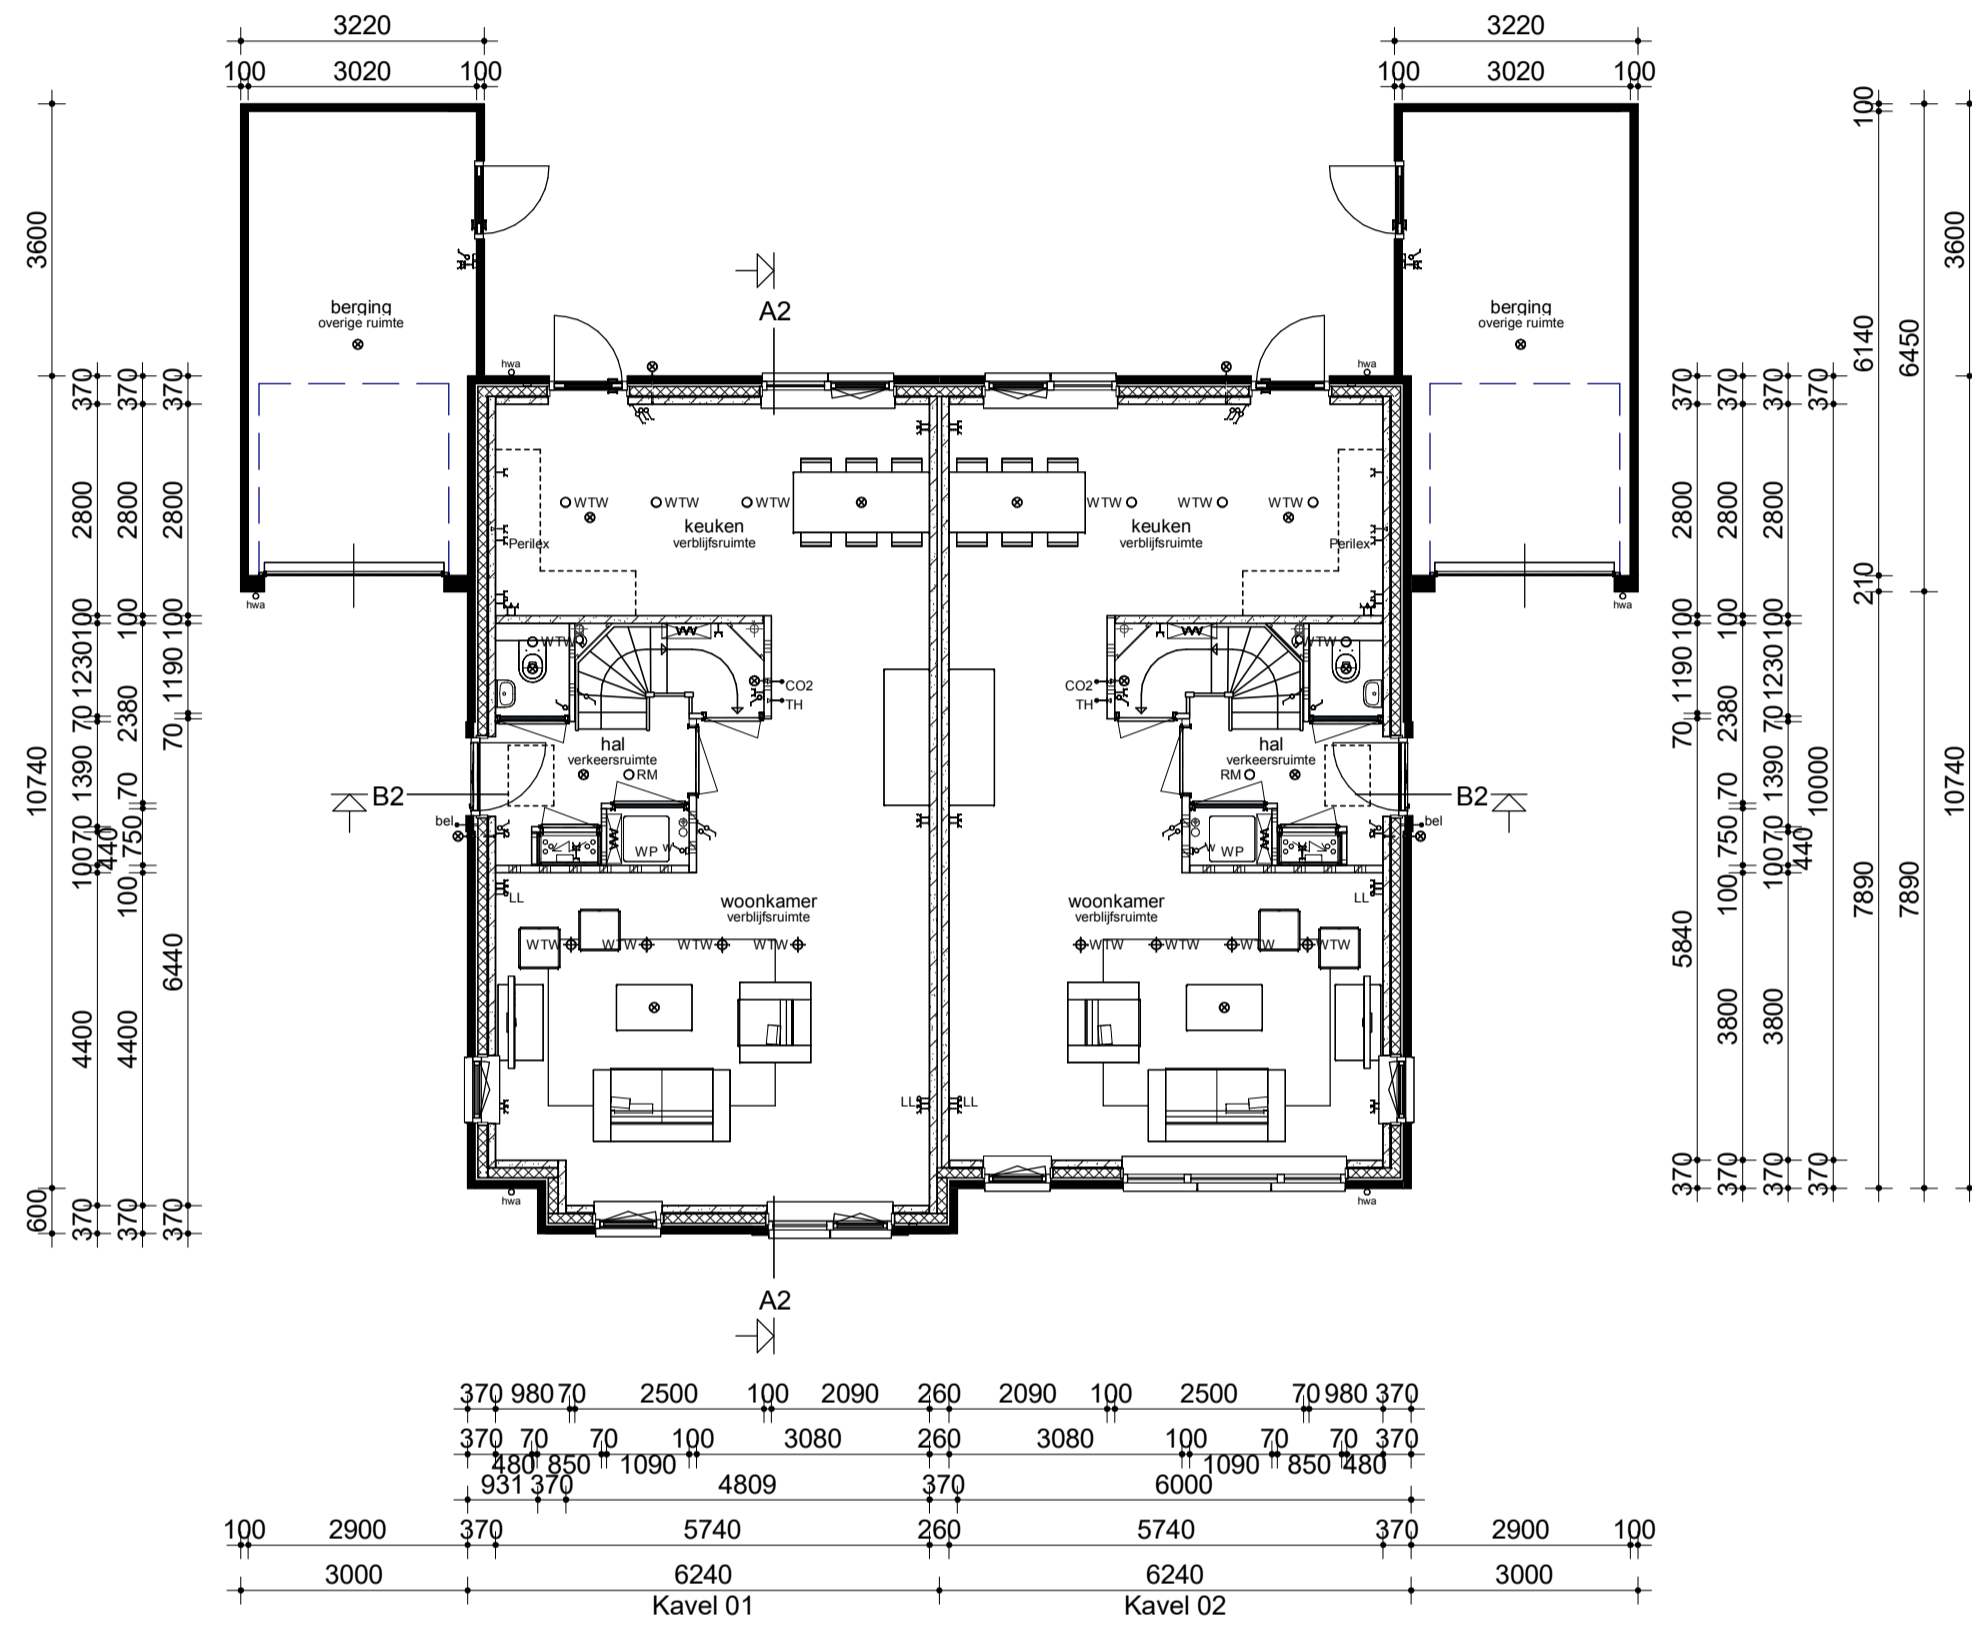 3220
3220
100 3020 100
100 3020 100
100
3600
3600
A2
berging
overige ruimte
berging
overige ruimte
6140
6450
hwa
hwa
370 370 370
370 370 370 370
2800 2800 2800
2800 2800 2800
WTW WTW WTW
WTW WTW WTW
keuken
verblijfsruimte
keuken
verblijfsruimte
Perilex
Perilex
210
hwa
hwa
100 100 100
100 100 100
WTW
WTW
1230 1190
1190 1230
CO2
CO2
TH
TH
70 2380 70
70 2380 70
hal
verkeersruimte
hal
verkeersruimte
RM
RM
10740
1390 70
70 1390 10000
10740
B2
B2
bel
bel
70 750
750 70
440
440
WP W
W WP
100 100
100 100
7890 7890
LL
LL
woonkamer
verblijfsruimte
woonkamer
verblijfsruimte
WTW WTW WTW WTW
WTW WTW WTW WTW
6440
5840
4400 4400
3800 3800
LL LL
hwa
hwa
370 370 370
600
370 370 370
A2
370 980 70 2500 100 2090 260 2090 100 2500 70 980 370
370 70 70 100 3080 260 3080 100 70 70 370
480 850 1090 1090 850 480
931 370 4809 370 6000
100 2900 370 5740 260 5740 370 2900 100
3000 6240 6240 3000
Kavel 01 Kavel 02